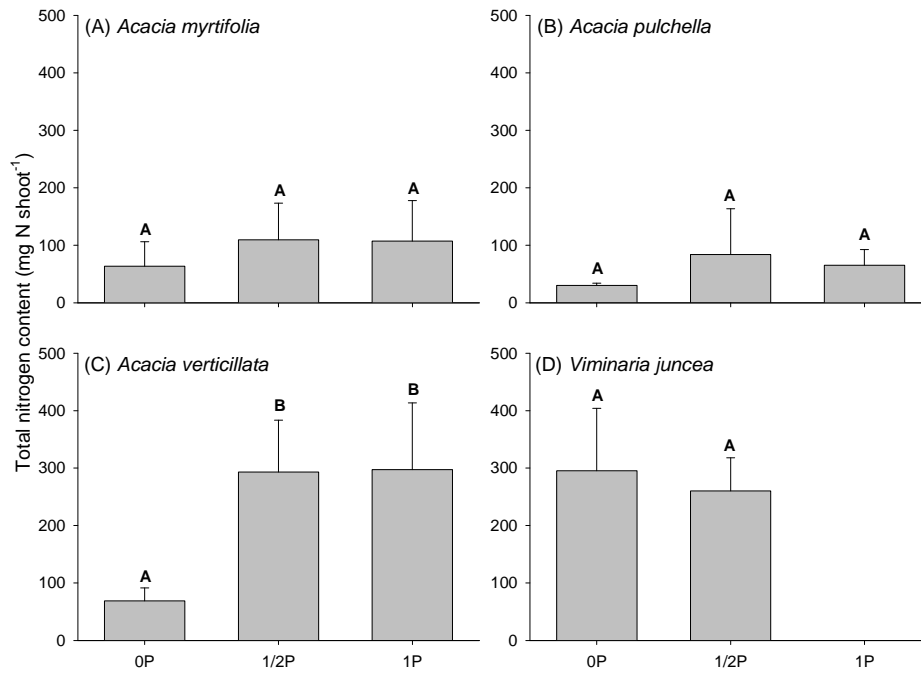 Total nitrogen content (mg N shoot-1)
(A) Acacia myrtifolia
500
400
300
200
100
0
A
A
A
(B) Acacia pulchella
500
400
300
200
100
0
A
A
A
(C) Acacia verticillata
500
400
300
200
100
0
A
B
B
0P
1/2P
1P
(D) Viminaria juncea
500
400
300
200
100
0
A
A
0P
1/2P
1P